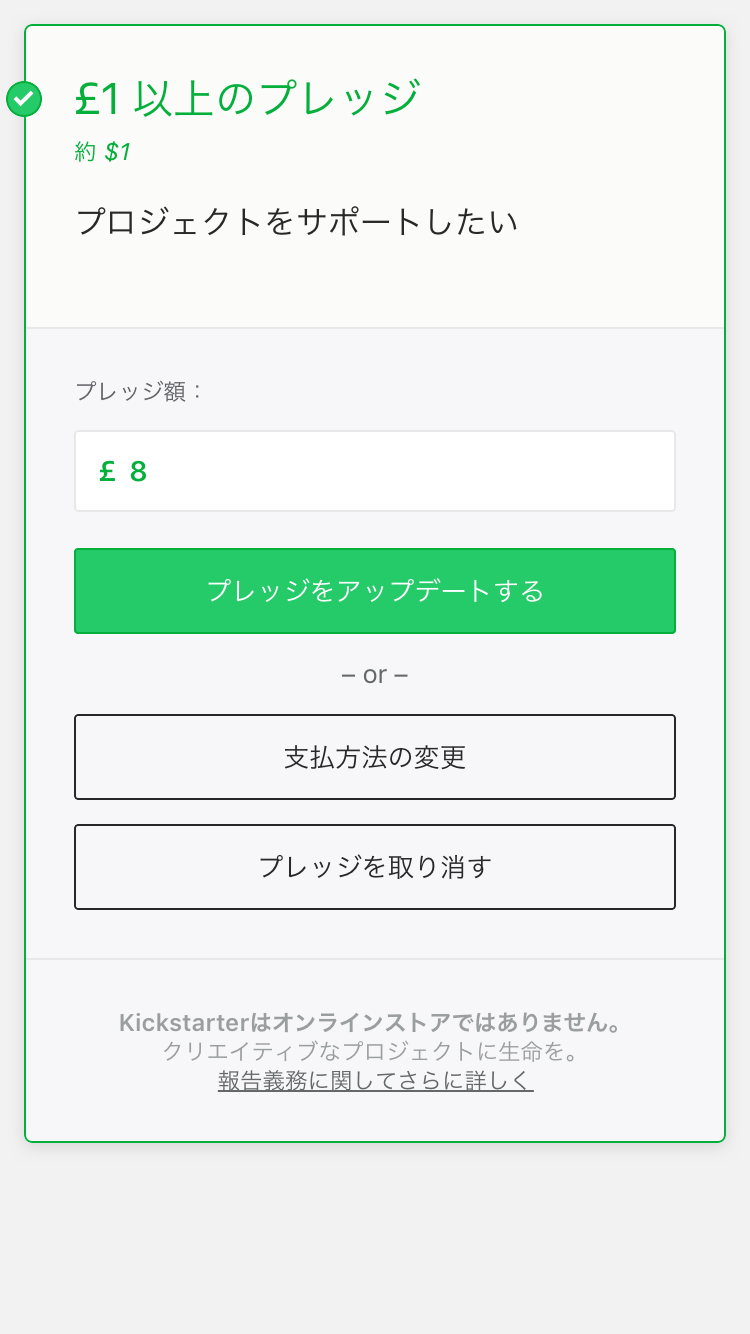 £1 以上のプレッジ
約 $1
プロジェクトをサポートしたい
プレッジ額：
£ 8
プレッジをアップデートする
– or –
支払方法の変更
プレッジを取り消す
Kickstarterはオンラインストアではありません。
クリエイティブなプロジェクトに生命を。
報告義務に関してさらに詳しく